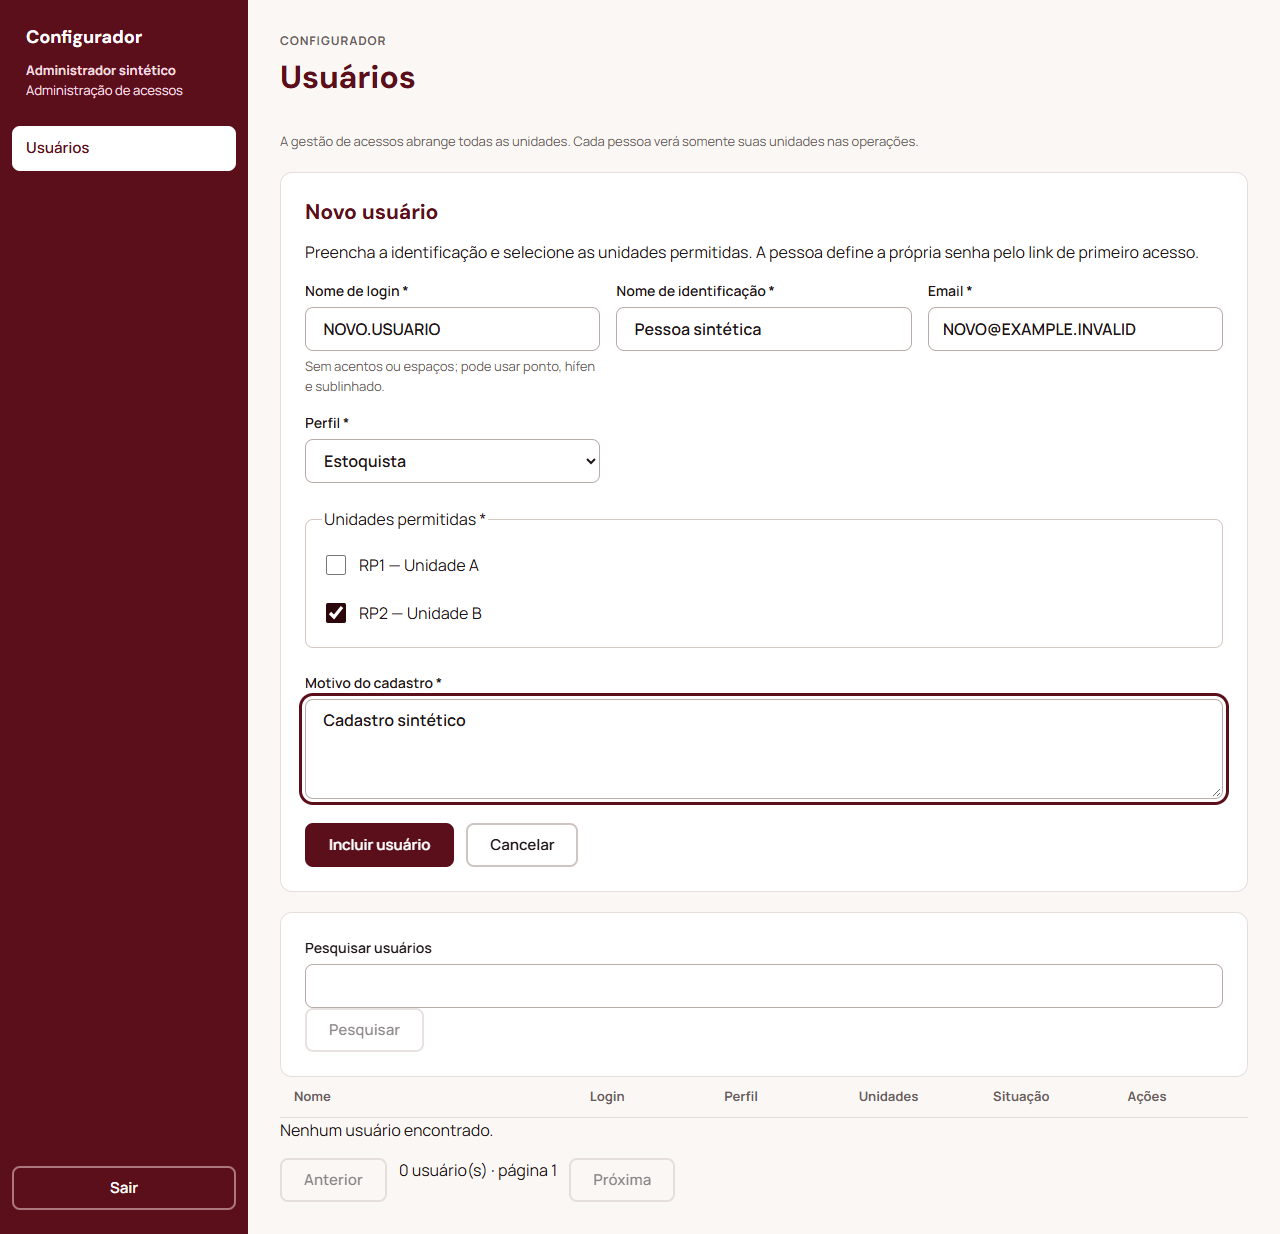 Configurador
Administrador sintético
Administração de acessos
Usuários
Sair
CONFIGURADOR
Usuários
A gestão de acessos abrange todas as unidades. Cada pessoa verá somente suas unidades nas operações.
Novo usuário
Preencha a identificação e selecione as unidades permitidas. A pessoa define a própria senha pelo link de primeiro acesso.
Nome de login *
NOVO.USUARIO
Sem acentos ou espaços; pode usar ponto, hífen
e sublinhado.
Nome de identificação *
Pessoa sintética
Email *
NOVO@EXAMPLE.INVALID
Perfil *
Estoquista
Unidades permitidas *
RP1 — Unidade A
RP2 — Unidade B
Motivo do cadastro *
Cadastro sintético
Incluir usuário
Cancelar
Pesquisar usuários
Pesquisar
Nome Login Perfil Unidades Situação Ações
Nenhum usuário encontrado.
Anterior
0 usuário(s) · página 1
Próxima